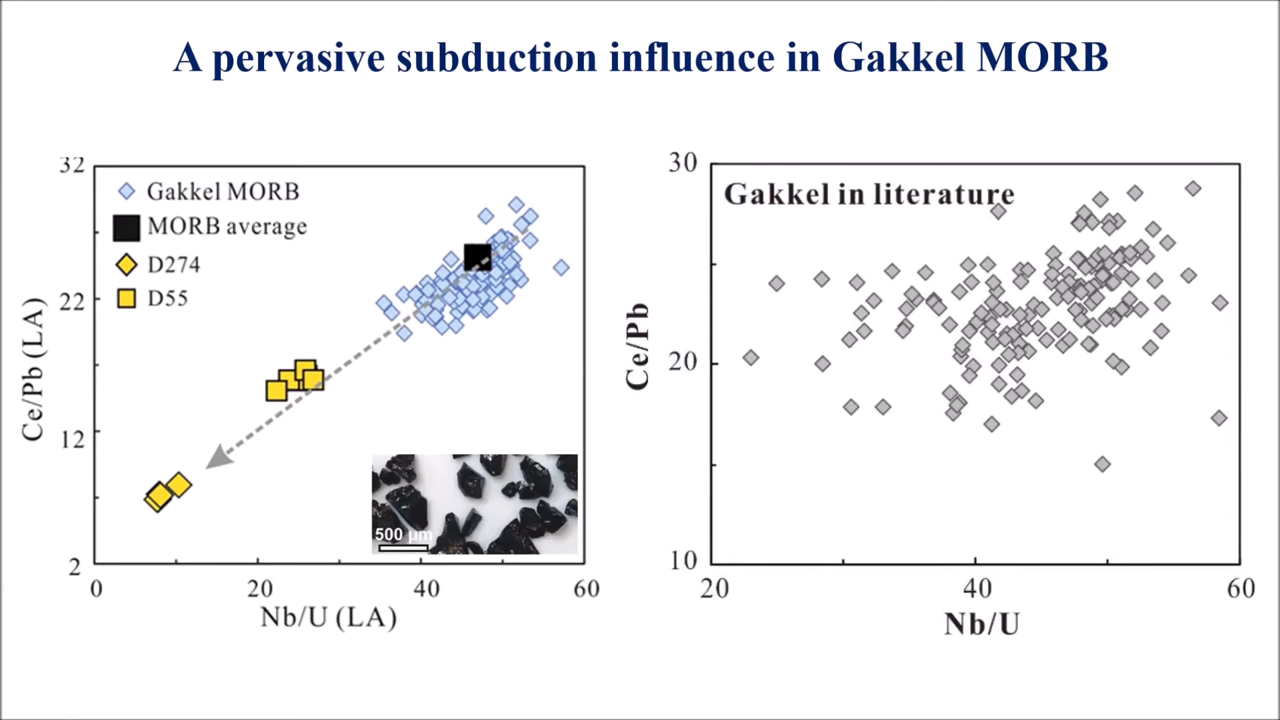 A pervasive subduction influence in Gakkel MORB
32
22
12
2
Ce/Pb (LA)
Gakkel MORB
MORB average
D274
D55
500 μm
0
20
40
60
Nb/U (LA)
30
20
10
Ce/Pb
Gakkel in literature
20
40
60
Nb/U